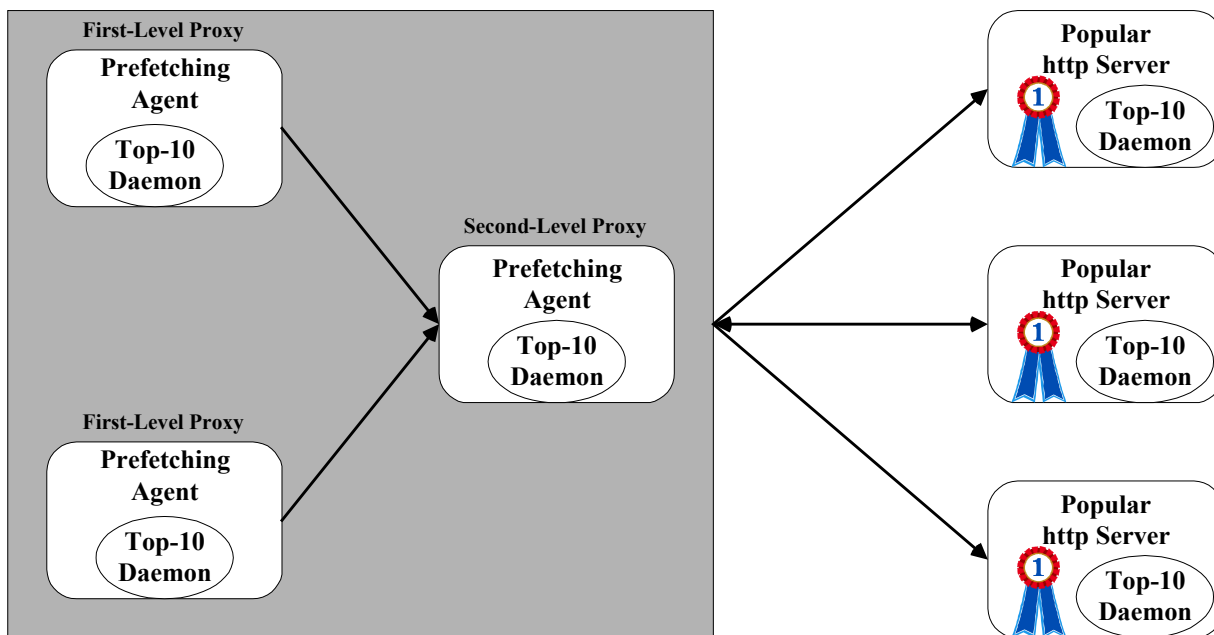 First-Level Proxy
Prefetching
Agent
Top-10
Daemon
Second-Level Proxy
Prefetching
Agent
Top-10
Daemon
First-Level Proxy
Prefetching
Agent
Top-10
Daemon
Popular
http Server
1
Top-10
Daemon
Popular
http Server
1
Top-10
Daemon
Popular
http Server
1
Top-10
Daemon